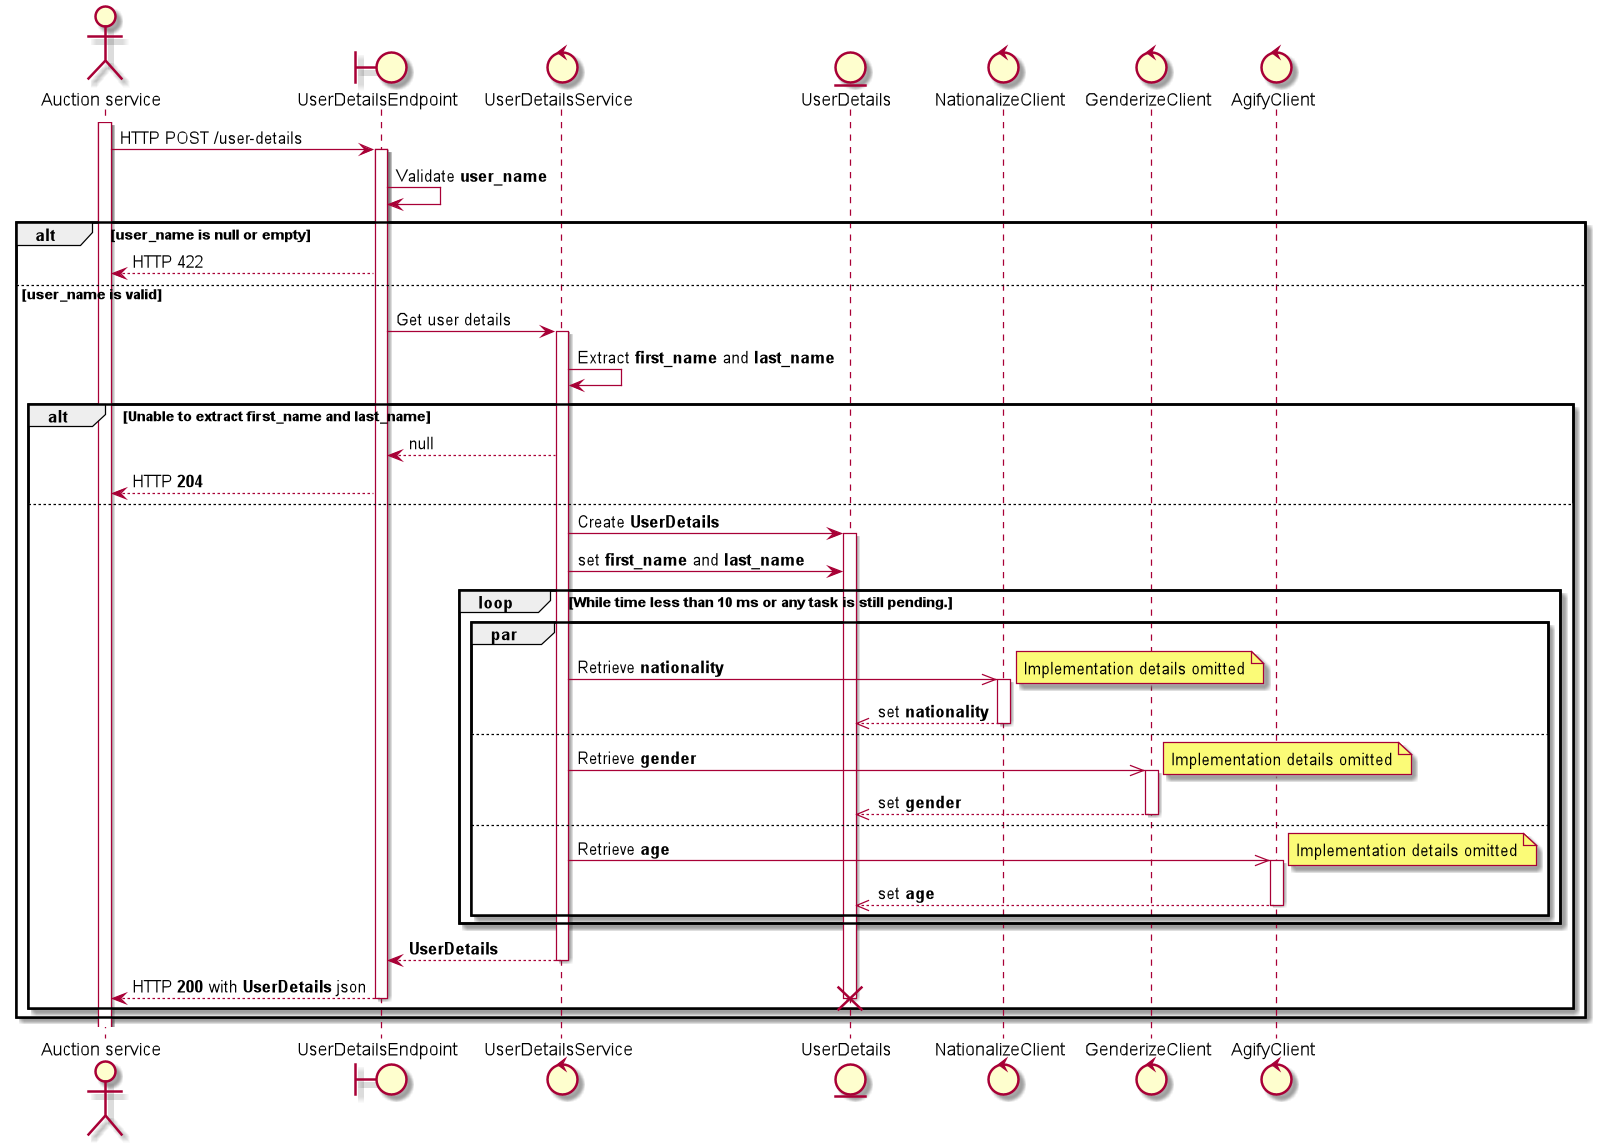 Auction service
UserDetailsEndpoint
UserDetailsService
UserDetails
NationalizeClient
GenderizeClient
AgifyClient
HTTP POST /user-details
Validate user_name
alt
[user_name is null or empty]
HTTP 422
[user_name is valid]
Get user details
Extract first_name and last_name
alt
[Unable to extract first_name and last_name]
null
HTTP 204
Create UserDetails
set first_name and last_name
loop
[While time less than 10 ms or any task is still pending.]
par
Retrieve nationality
Implementation details omitted
set nationality
Retrieve gender
Implementation details omitted
set gender
Retrieve age
Implementation details omitted
set age
UserDetails
HTTP 200 with UserDetails json
Auction service
UserDetailsEndpoint
UserDetailsService
UserDetails
NationalizeClient
GenderizeClient
AgifyClient